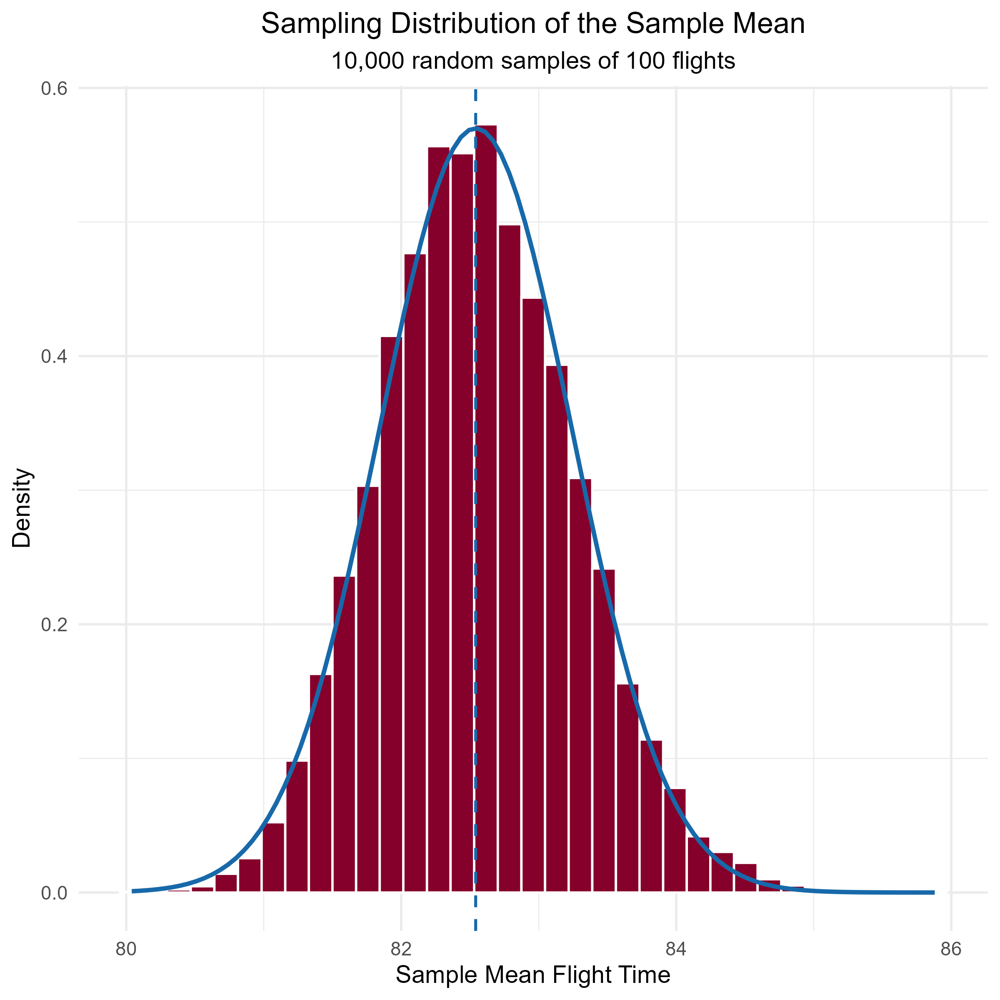 Sampling Distribution of the Sample Mean
10,000 random samples of 100 flights
0.6
0.4
0.2
0.0
Density
80 82 84 86
Sample Mean Flight Time